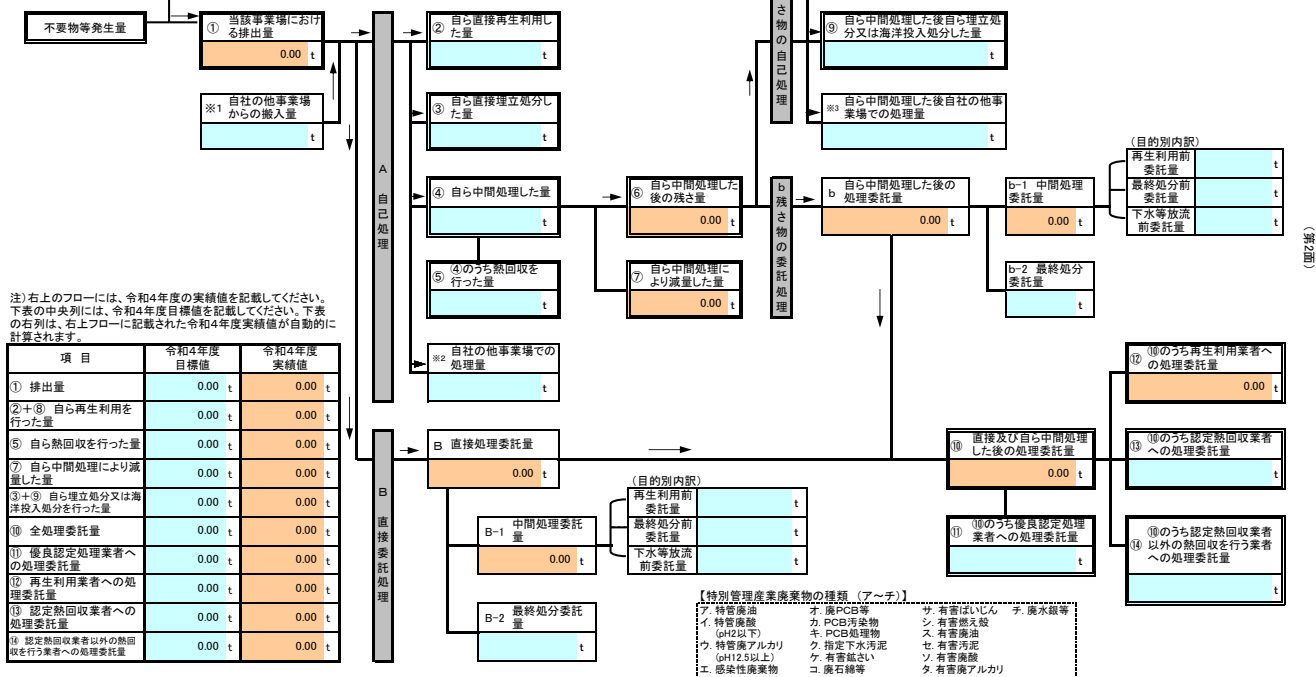 不要物等発生量
① 当該事業場におけ
る排出量
0.00 t
※1 自社の他事業場
からの搬入量
t
A 自己処理
② 自ら直接再生利用し
た量
t
③ 自ら直接埋立処分し
た量
t
④ 自ら中間処理した量
t
⑤ ④のうち熱回収を
行った量
t
※2 自社の他事業場での
処理量
t
⑥ 自ら中間処理した
後の残さ量
0.00 t
⑦ 自ら中間処理によ
り減量した量
0.00 t
さ物の自己処理
⑨ 自ら中間処理した後自ら埋立処
分又は海洋投入処分した量
t
※3 自ら中間処理した後自社の他事
業場での処理量
t
b 残さ物の委託処理
b 自ら中間処理した後の
処理委託量
0.00 t
b-1 中間処理
委託量
0.00 t
(目的別内訳)
再生利用前
委託量 t
最終処分前
委託量 t
下水等放流
前委託量 t
b-2 最終処分
委託量
t
(第2面)
注)右上のフローには、令和4年度の実績値を記載してください。
下表の中央列には、令和4年度目標値を記載してください。下表
の右列は、右上フローに記載された令和4年度実績値が自動的に
計算されます。
項 目 令和4年度 令和4年度
目標値 実績値
① 排出量 0.00 t 0.00 t
②+⑧ 自ら再生利用を
行った量 0.00 t 0.00 t
⑤ 自ら熱回収を行った量 0.00 t 0.00 t
⑦ 自ら中間処理により減
量した量 0.00 t 0.00 t
③+⑨ 自ら埋立処分又は海
洋投入処分を行った量 0.00 t 0.00 t
⑩ 全処理委託量 0.00 t 0.00 t
⑪ 優良認定処理業者へ
の処理委託量 0.00 t 0.00 t
⑫ 再生利用業者への処
理委託量 0.00 t 0.00 t
⑬ 認定熱回収業者への
処理委託量 0.00 t 0.00 t
⑭ 認定熱回収業者以外の熱回
収を行う業者への処理委託量 0.00 t 0.00 t
B 直接委託処理
B 直接処理委託量
0.00 t
B-1 中間処理委託
量
0.00 t
(目的別内訳)
再生利用前
委託量 t
最終処分前
委託量 t
下水等放流
前委託量 t
B-2 最終処分委託
量
t
⑩ 直接及び自ら中間処理
した後の処理委託量
0.00 t
⑪ ⑩のうち優良認定処理
業者への処理委託量
t
⑫ ⑩のうち再生利用業者へ
の処理委託量
0.00 t
⑬ ⑩のうち認定熱回収業者
への処理委託量
t
⑭ ⑩のうち認定熱回収業者
以外の熱回収を行う業者
への処理委託量
t
【特別管理産業廃棄物の種類 (ア~チ)】
ア. 特管廃油 オ. 廃PCB等 サ. 有害ばいじん チ. 廃水銀等
イ. 特管廃酸 カ. PCB汚染物 シ. 有害燃え殻
(pH2以下) キ. PCB処理物 ス. 有害廃油
ウ. 特管廃アルカリ ク. 指定下水汚泥 セ. 有害汚泥
(pH12.5以上) ケ. 有害鉱さい ソ. 有害廃酸
エ. 感染性廃棄物 コ. 廃石綿等 タ. 有害廃アルカリ